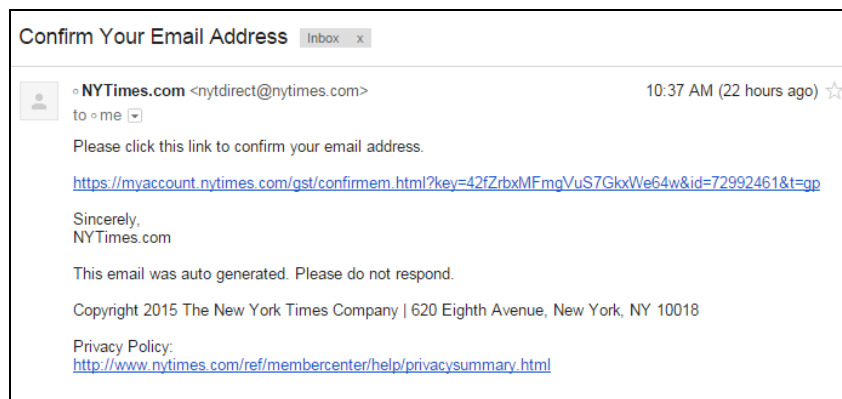 Confirm Your Email Address Inbox x
NYTimes.com <nytdirect@nytimes.com> 10:37 AM (22 hours ago)
to me
Please click this link to confirm your email address.
https://myaccount.nytimes.com/gst/confirmem.html?key=42fZrbxMFmgVuS7GkxWe64w&id=72992461&t=gp
Sincerely,
NYTimes.com
This email was auto generated. Please do not respond.
Copyright 2015 The New York Times Company | 620 Eighth Avenue, New York, NY 10018
Privacy Policy:
http://www.nytimes.com/ref/membercenter/help/privacysummary.html